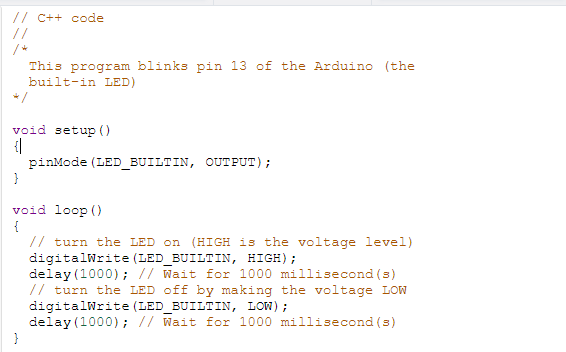 // C++ code
//
/*
  This program blinks pin 13 of the Arduino (the
  built-in LED)
*/

void setup()
{
  pinMode(LED_BUILTIN, OUTPUT);
}

void loop()
{
  // turn the LED on (HIGH is the voltage level)
  digitalWrite(LED_BUILTIN, HIGH);
  delay(1000); // Wait for 1000 millisecond(s)
  // turn the LED off by making the voltage LOW
  digitalWrite(LED_BUILTIN, LOW);
  delay(1000); // Wait for 1000 millisecond(s)
}